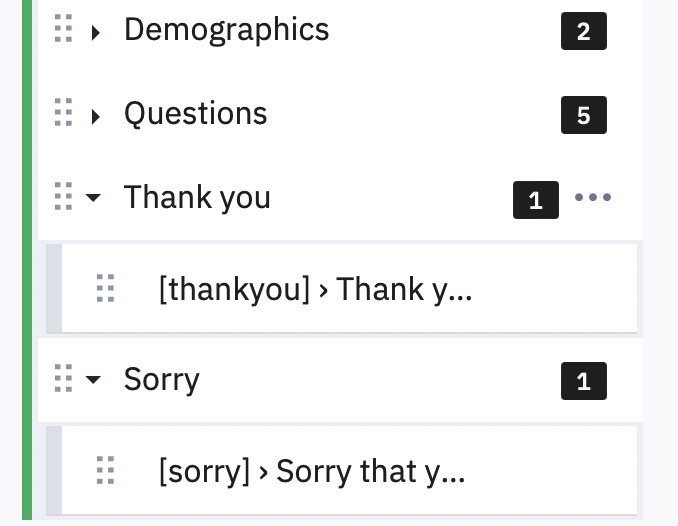 Demographics 2
Questions 5
Thank you 1 •••
[thankyou] › Thank y...
Sorry 1
[sorry] › Sorry that y...